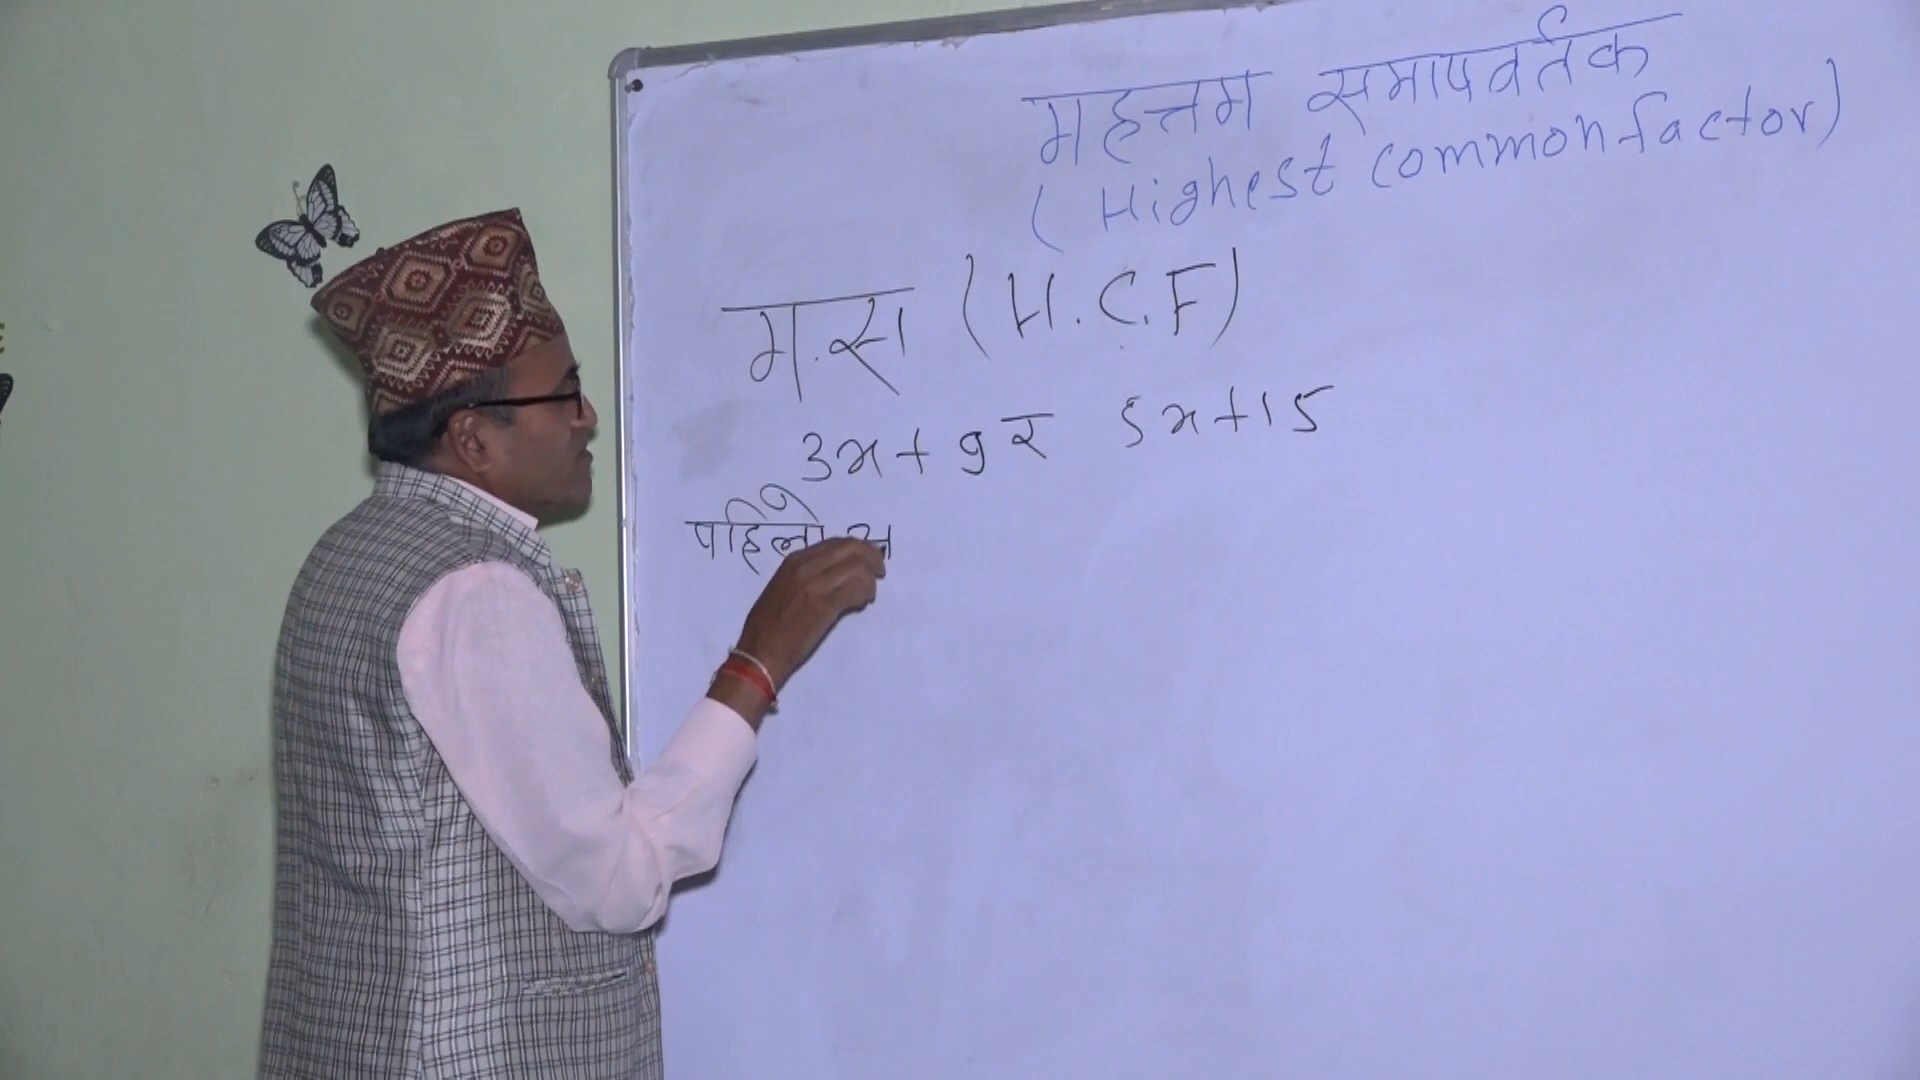 महत्तम समापवर्तक
(Highest common factor)
म.स (H.C.F)
3x+9 र 5x+15
पहिलो अ